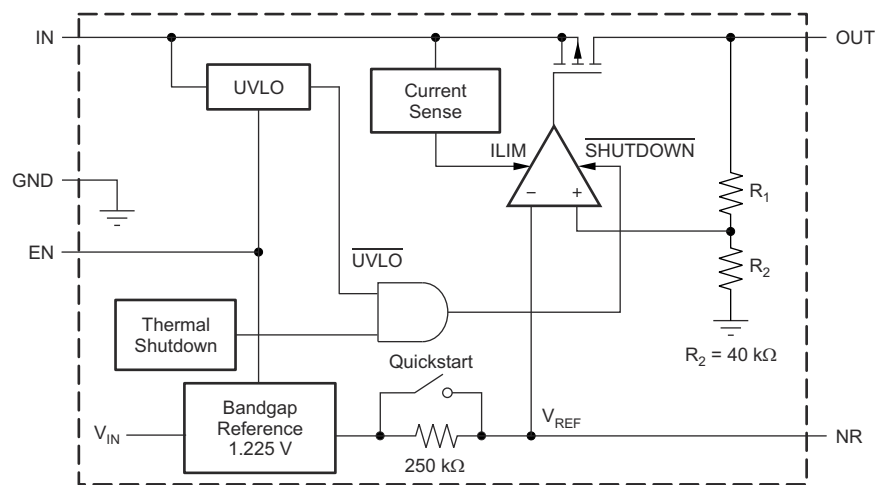 IN
OUT
UVLO
Current
Sense
ILIM
SHUTDOWN
GND
− +
R1
EN
UVLO
R2
Thermal
Shutdown
R2 = 40 kΩ
Quickstart
Bandgap
Reference
1.225 V
VIN
VREF
NR
250 kΩ